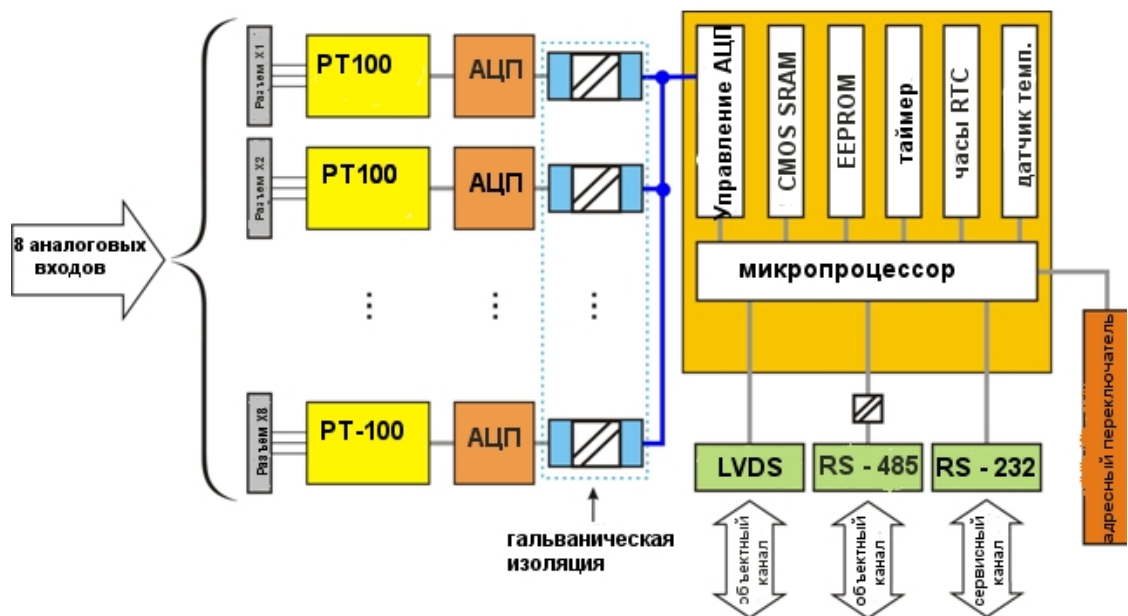 8 аналоговых
входов
Разъем X1
PT100
АЦП
Разъем X2
PT100
АЦП
...
...
...
Разъем X8
PT-100
АЦП
гальваническая
изоляция
Управление АЦП
CMOS SRAM
EEPROM
таймер
часы RTC
датчик темп.
микропроцессор
адресный переключатель
LVDS
RS - 485
RS - 232
объектный
канал
объектный
канал
сервисный
канал